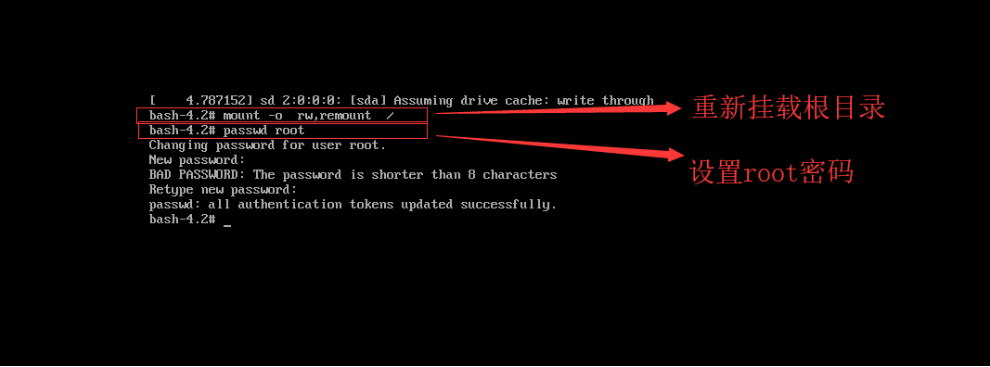 [    4.787152] sd 2:0:0:0: [sda] Assuming drive cache: write through
bash-4.2# mount -o  rw,remount  /
重新挂载根目录
bash-4.2# passwd root
Changing password for user root.
New password:
BAD PASSWORD: The password is shorter than 8 characters
设置root密码
Retype new password:
passwd: all authentication tokens updated successfully.
bash-4.2# _